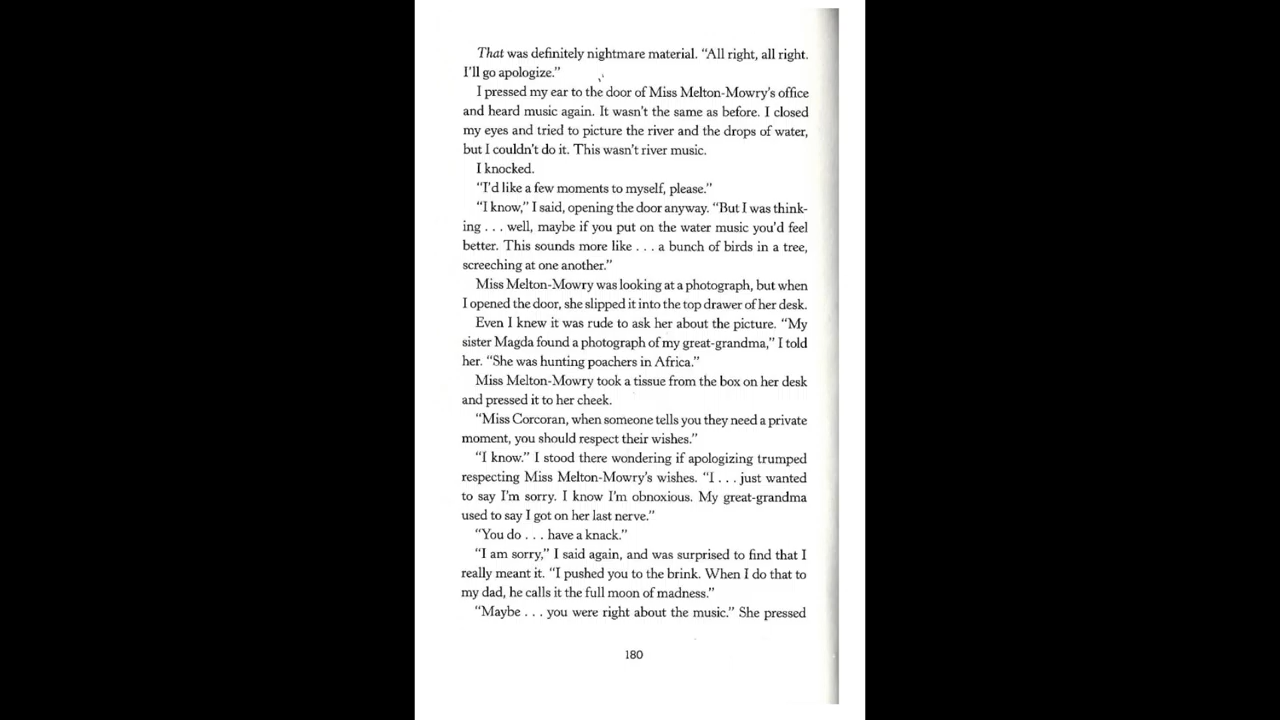 That was definitely nightmare material. “All right, all right.
I’ll go apologize.”
I pressed my ear to the door of Miss Melton-Mowry’s office
and heard music again. It wasn’t the same as before. I closed
my eyes and tried to picture the river and the drops of water,
but I couldn’t do it. This wasn’t river music.
I knocked.
“I’d like a few moments to myself, please.”
“I know,” I said, opening the door anyway. “But I was think-
ing . . . well, maybe if you put on the water music you’d feel
better. This sounds more like . . . a bunch of birds in a tree,
screeching at one another.”
Miss Melton-Mowry was looking at a photograph, but when
I opened the door, she slipped it into the top drawer of her desk.
Even I knew it was rude to ask her about the picture. “My
sister Magda found a photograph of my great-grandma,” I told
her. “She was hunting poachers in Africa.”
Miss Melton-Mowry took a tissue from the box on her desk
and pressed it to her cheek.
“Miss Corcoran, when someone tells you they need a private
moment, you should respect their wishes.”
“I know.” I stood there wondering if apologizing trumped
respecting Miss Melton-Mowry’s wishes. “I . . . just wanted
to say I’m sorry. I know I’m obnoxious. My great-grandma
used to say I got on her last nerve.”
“You do . . . have a knack.”
“I am sorry,” I said again, and was surprised to find that I
really meant it. “I pushed you to the brink. When I do that to
my dad, he calls it the full moon of madness.”
“Maybe . . . you were right about the music.” She pressed
180